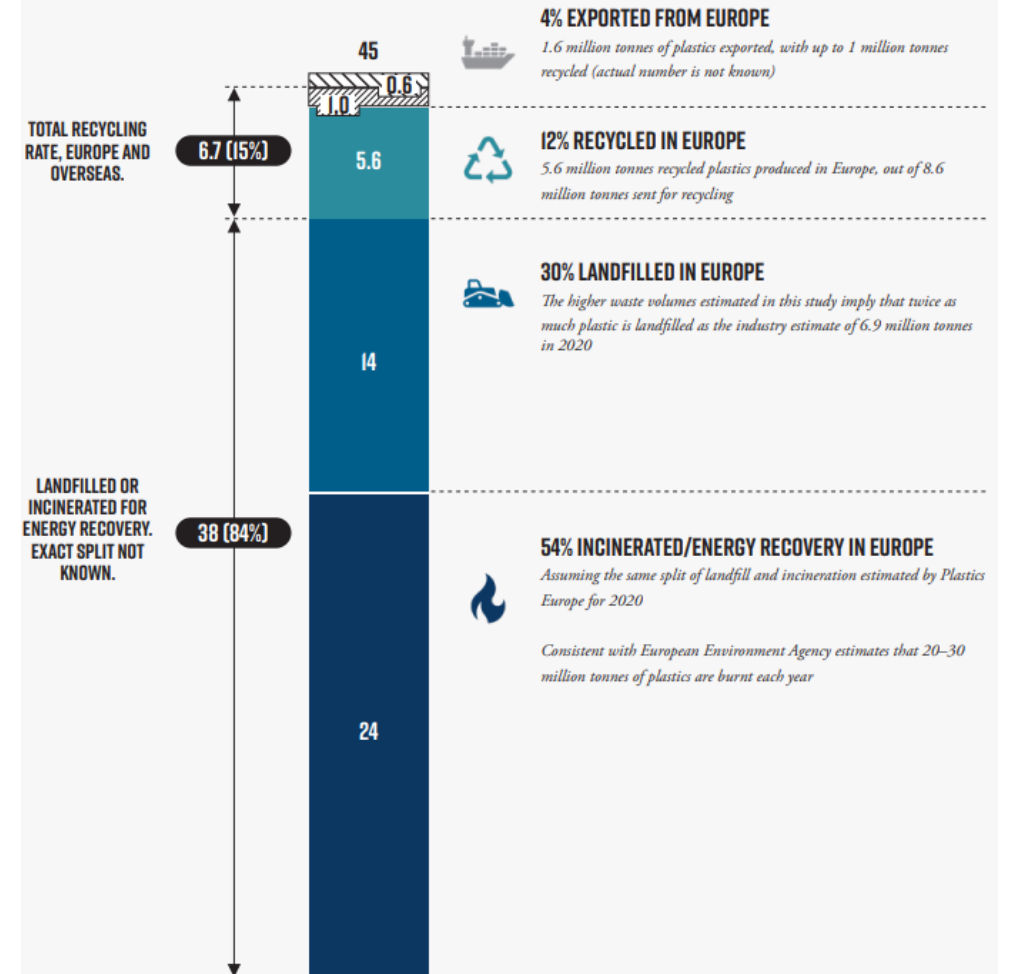 4% EXPORTED FROM EUROPE
1.6 million tonnes of plastics exported, with up to 1 million tonnes
recycled (actual number is not known)
45
0.6
1.0
TOTAL RECYCLING
RATE, EUROPE AND
OVERSEAS.
6.7 (15%)
5.6
12% RECYCLED IN EUROPE
5.6 million tonnes recycled plastics produced in Europe, out of 8.6
million tonnes sent for recycling
30% LANDFILLED IN EUROPE
The higher waste volumes estimated in this study imply that twice as
much plastic is landfilled as the industry estimate of 6.9 million tonnes
in 2020
14
LANDFILLED OR
INCINERATED FOR
ENERGY RECOVERY.
EXACT SPLIT NOT
KNOWN.
38 (84%)
54% INCINERATED/ENERGY RECOVERY IN EUROPE
Assuming the same split of landfill and incineration estimated by Plastics
Europe for 2020
Consistent with European Environment Agency estimates that 20–30
million tonnes of plastics are burnt each year
24